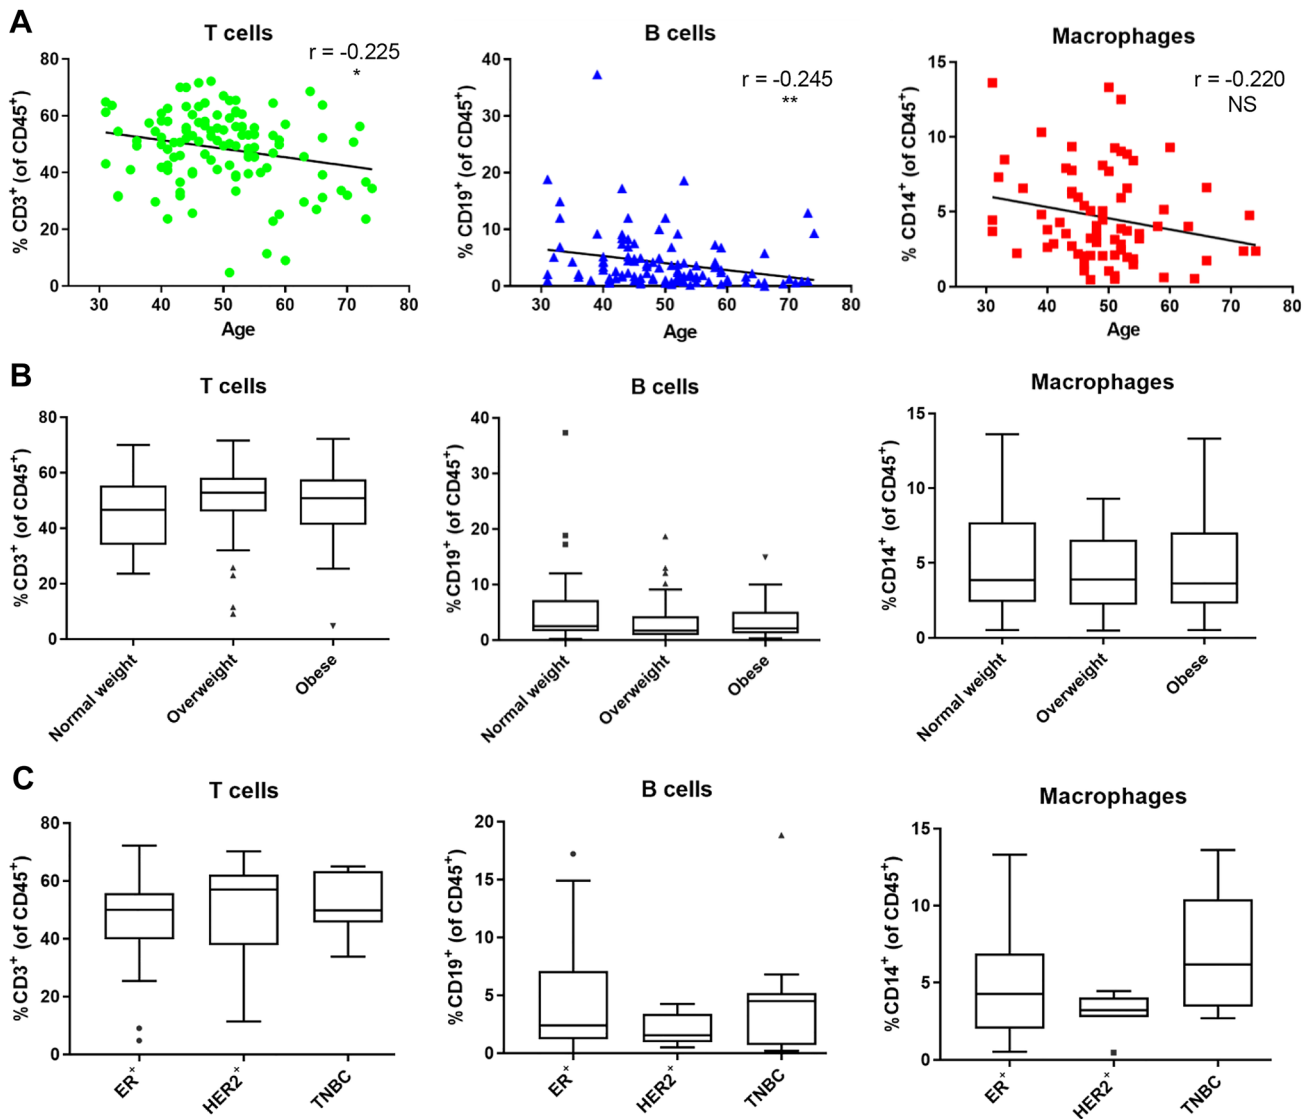 A
T cells
r = -0.225
*
% CD3⁺ (of CD45⁺)
80
60
40
20
0
30 40 50 60 70 80
Age
B cells
r = -0.245
**
% CD19⁺ (of CD45⁺)
40
30
20
10
0
30 40 50 60 70 80
Age
Macrophages
r = -0.220
NS
% CD14⁺ (of CD45⁺)
15
10
5
0
30 40 50 60 70 80
Age
B
T cells
%CD3⁺ (of CD45⁺)
80
60
40
20
0
Normal weight
Overweight
Obese
B cells
%CD19⁺ (of CD45⁺)
40
30
20
10
0
Normal weight
Overweight
Obese
Macrophages
%CD14⁺ (of CD45⁺)
15
10
5
0
Normal weight
Overweight
Obese
C
T cells
%CD3⁺ (of CD45⁺)
80
60
40
20
0
ER⁺
HER2⁺
TNBC
B cells
%CD19⁺ (of CD45⁺)
20
15
10
5
0
ER⁺
HER2⁺
TNBC
Macrophages
%CD14⁺ (of CD45⁺)
15
10
5
0
ER⁺
HER2⁺
TNBC